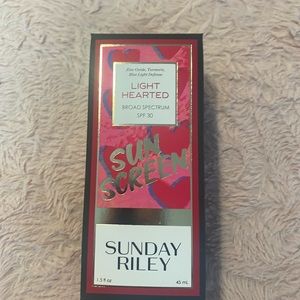 Zinc Oxide, Turmeric,
Blue Light Defense
LIGHT
HEARTED
BROAD SPECTRUM
SPF 30
SUN
SCREEN
SUNDAY
RILEY
1.5 fl oz 45 mL